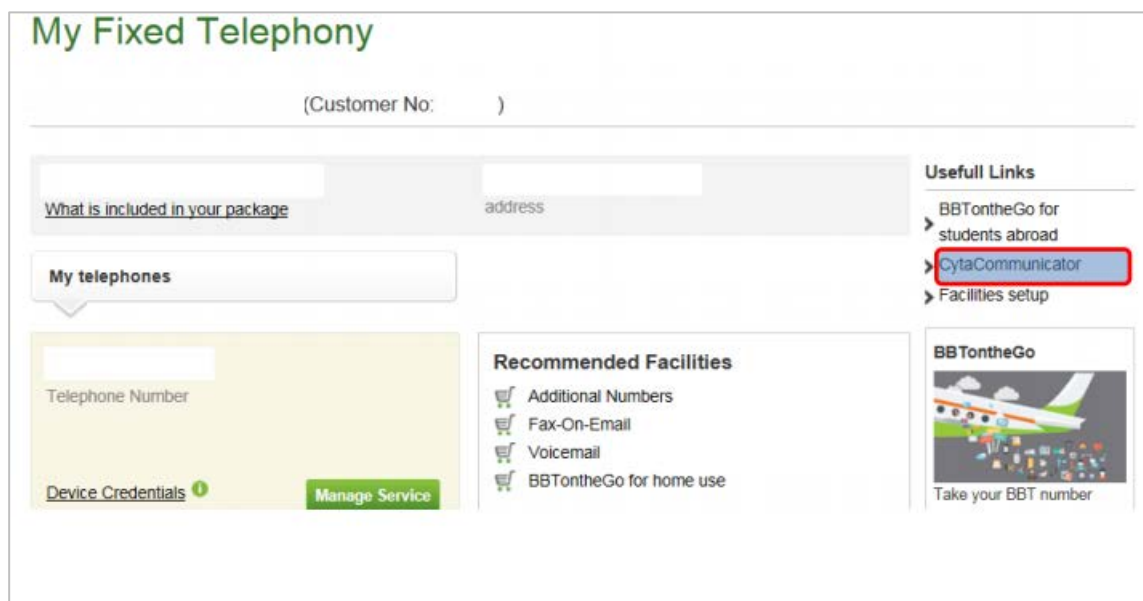 My Fixed Telephony
(Customer No: )
What is included in your package
address
My telephones
Telephone Number
Device Credentials
Manage Service
Recommended Facilities
Additional Numbers
Fax-On-Email
Voicemail
BBTontheGo for home use
Usefull Links
BBTontheGo for
students abroad
CytaCommunicator
Facilities setup
BBTontheGo
Take your BBT number